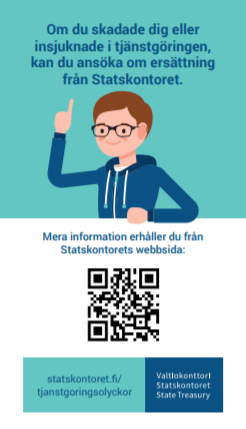 Om du skadade dig eller
insjuknade i tjänstgöringen,
kan du ansöka om ersättning
från Statskontoret.
Mera information erhåller du från
Statskontorets webbsida:
statskontoret.fi/
tjanstgoringsolyckor
Valtiokonttori
Statskontoret
State Treasury